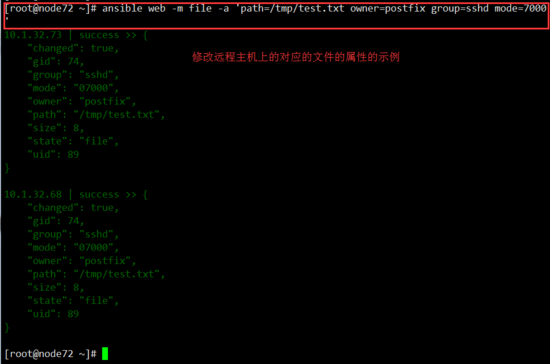 [root@node72 ~]# ansible web -m file -a 'path=/tmp/test.txt owner=postfix group=sshd mode=7000
'
10.1.32.73 | success >> {
修改远程主机上的对应的文件的属性的示例
    "changed": true,
    "gid": 74,
    "group": "sshd",
    "mode": "07000",
    "owner": "postfix",
    "path": "/tmp/test.txt",
    "size": 8,
    "state": "file",
    "uid": 89
}
10.1.32.68 | success >> {
    "changed": true,
    "gid": 74,
    "group": "sshd",
    "mode": "07000",
    "owner": "postfix",
    "path": "/tmp/test.txt",
    "size": 8,
    "state": "file",
    "uid": 89
}
[root@node72 ~]#